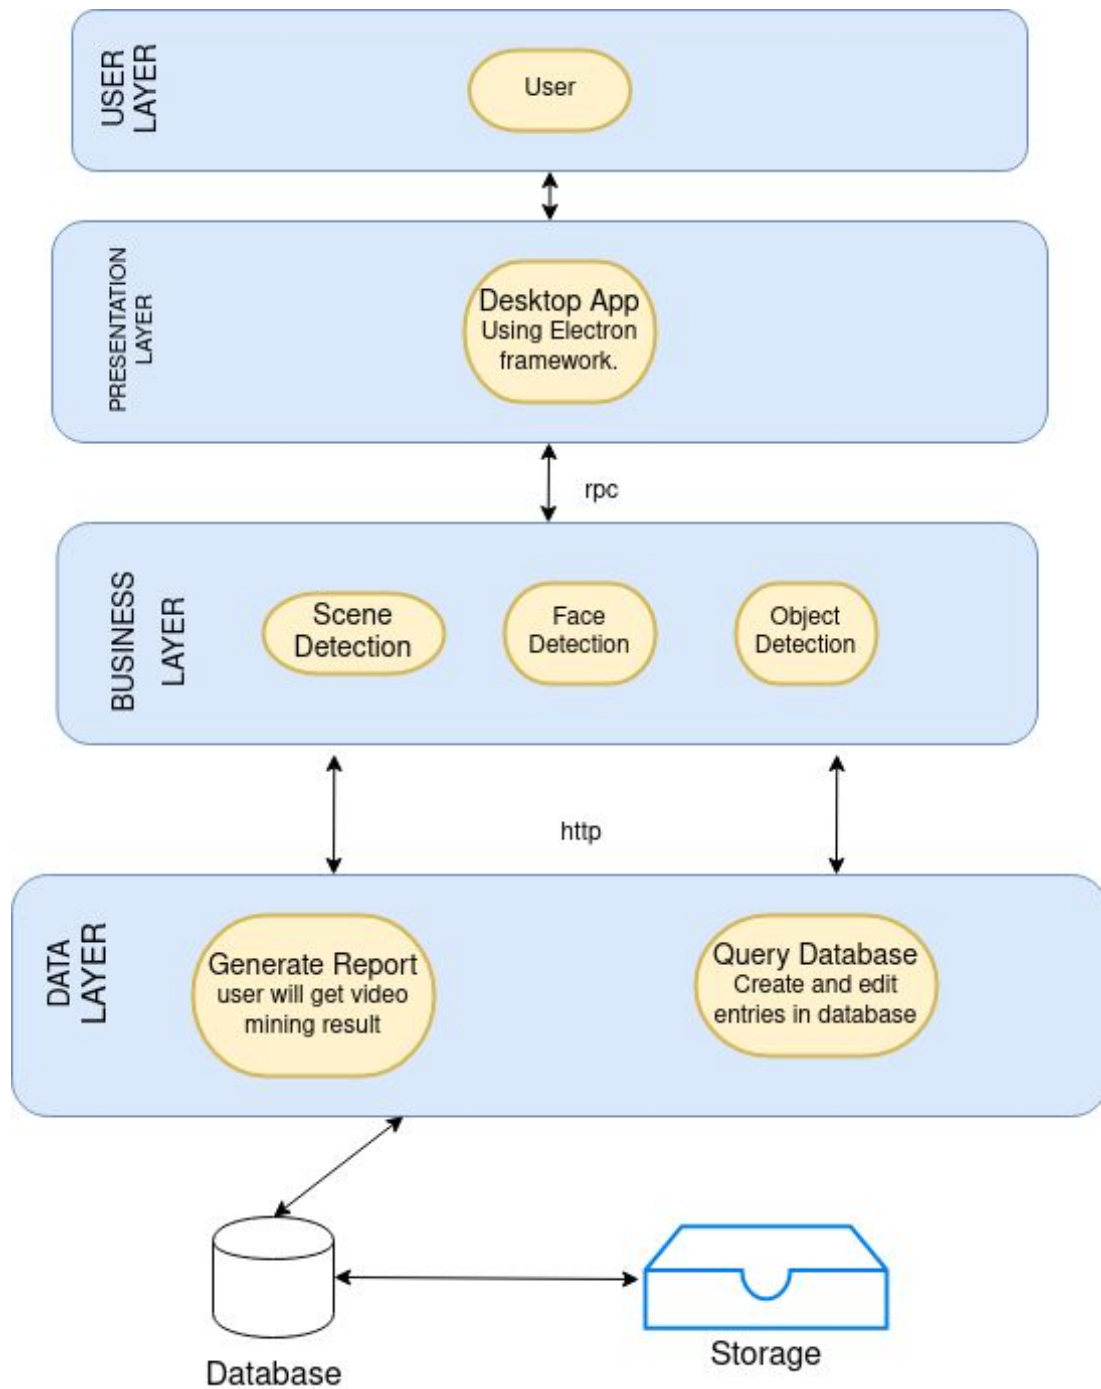 USER
LAYER
User
PRESENTATION
LAYER
Desktop App
Using Electron
framework.
rpc
BUSINESS
LAYER
Scene
Detection
Face
Detection
Object
Detection
http
DATA
LAYER
Generate Report
user will get video
mining result
Query Database
Create and edit
entries in database
Database
Storage